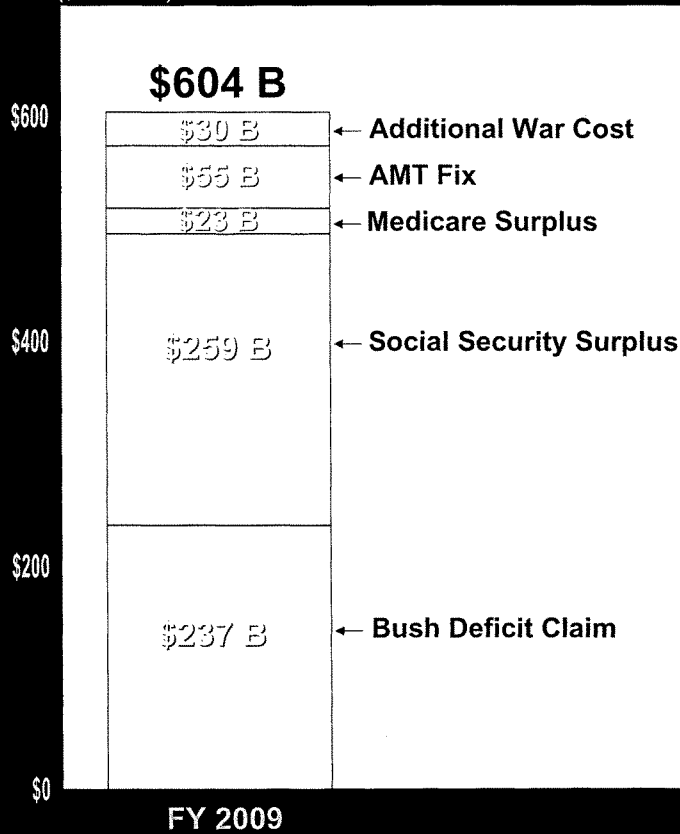 $604 B
$600
$30 B
Additional War Cost
$55 B
AMT Fix
$23 B
Medicare Surplus
$400
$259 B
Social Security Surplus
$200
$237 B
Bush Deficit Claim
$0
FY 2009